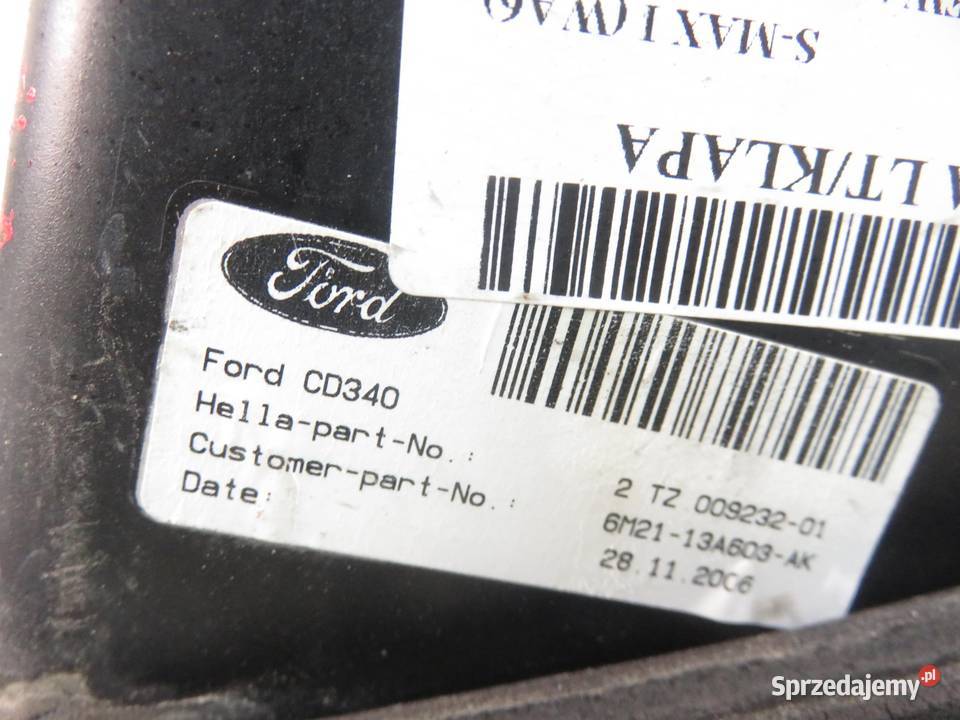 S-MAX I (WA6)
A LT/KLAPA
Ford
Ford CD340
Hella-part-No.: 2 TZ 009232-01
Customer-part-No.: 6M21-13A603-AK
Date: 28.11.2006
Sprzedajemy.pl